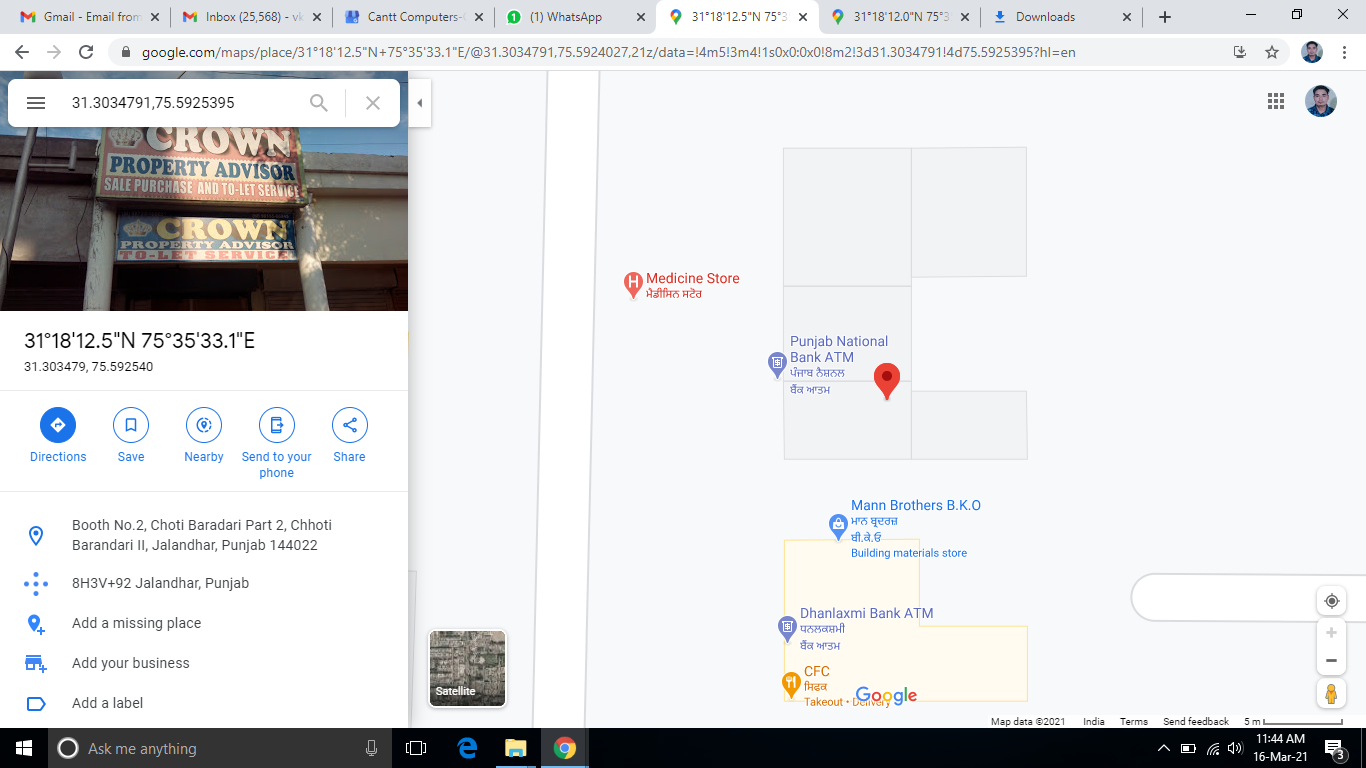 Gmail - Email from
Inbox (25,568) - vk
Cantt Computers-
(1) WhatsApp
31°18'12.5"N 75°3
31°18'12.0"N 75°3
Downloads
google.com/maps/place/31°18'12.5"N+75°35'33.1"E/@31.3034791,75.5924027,21z/data=!4m5!3m4!1s0x0:0x0!8m2!3d31.3034791!4d75.5925395?hl=en
31.3034791,75.5925395
CROWN
PROPERTY ADVISOR
SALE PURCHASE AND TO-LET SERVICE
CROWN
PROPERTY ADVISOR
TO-LET SERVICE
31°18'12.5"N 75°35'33.1"E
31.303479, 75.592540
Directions
Save
Nearby
Send to your
phone
Share
Booth No.2, Choti Baradari Part 2, Chhoti
Barandari II, Jalandhar, Punjab 144022
8H3V+92 Jalandhar, Punjab
Add a missing place
Add your business
Add a label
Medicine Store
ਮੈਡੀਸਿਨ ਸਟੋਰ
Punjab National
Bank ATM
ਪੰਜਾਬ ਨੈਸ਼ਨਲ
ਬੈਂਕ ਆਤਮ
Mann Brothers B.K.O
ਮਾਨ ਬ੍ਰਦਰਜ਼
ਬੀ.ਕੇ.ਓ
Building materials store
Dhanlaxmi Bank ATM
ਧਨਲਕਸ਼ਮੀ
ਬੈਂਕ ਆਤਮ
CFC
ਸਿਫਕ
Takeout • Delivery
Google
Satellite
Map data ©2021 India Terms Send feedback 5 m
Ask me anything
11:44 AM
16-Mar-21
3